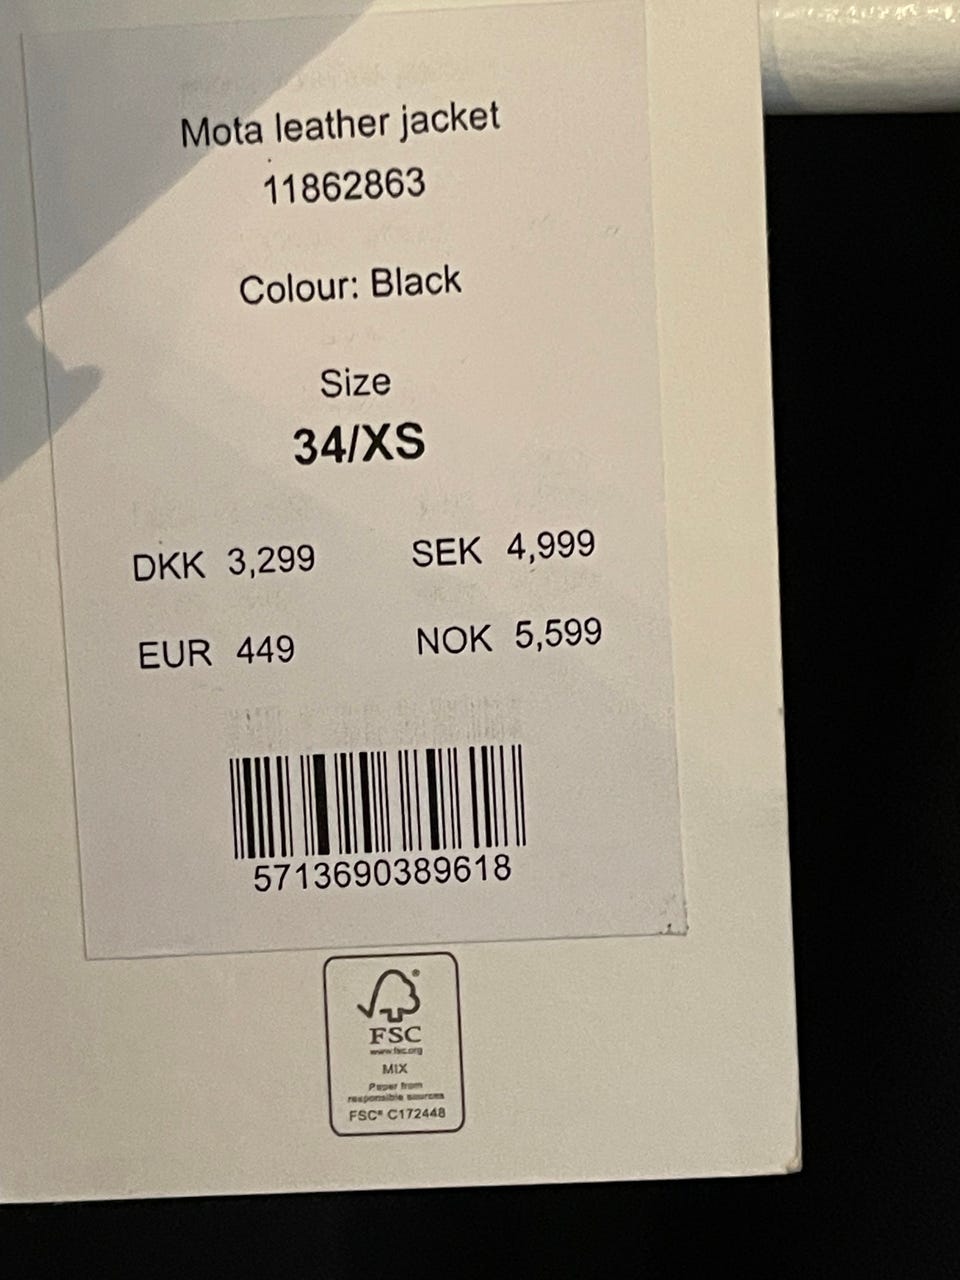 Mota leather jacket
11862863
Colour: Black
Size
34/XS
DKK 3,299 SEK 4,999
EUR 449 NOK 5,599
5713690389618
FSC
www.fsc.org
MIX
Paper from
responsible sources
FSC® C172448